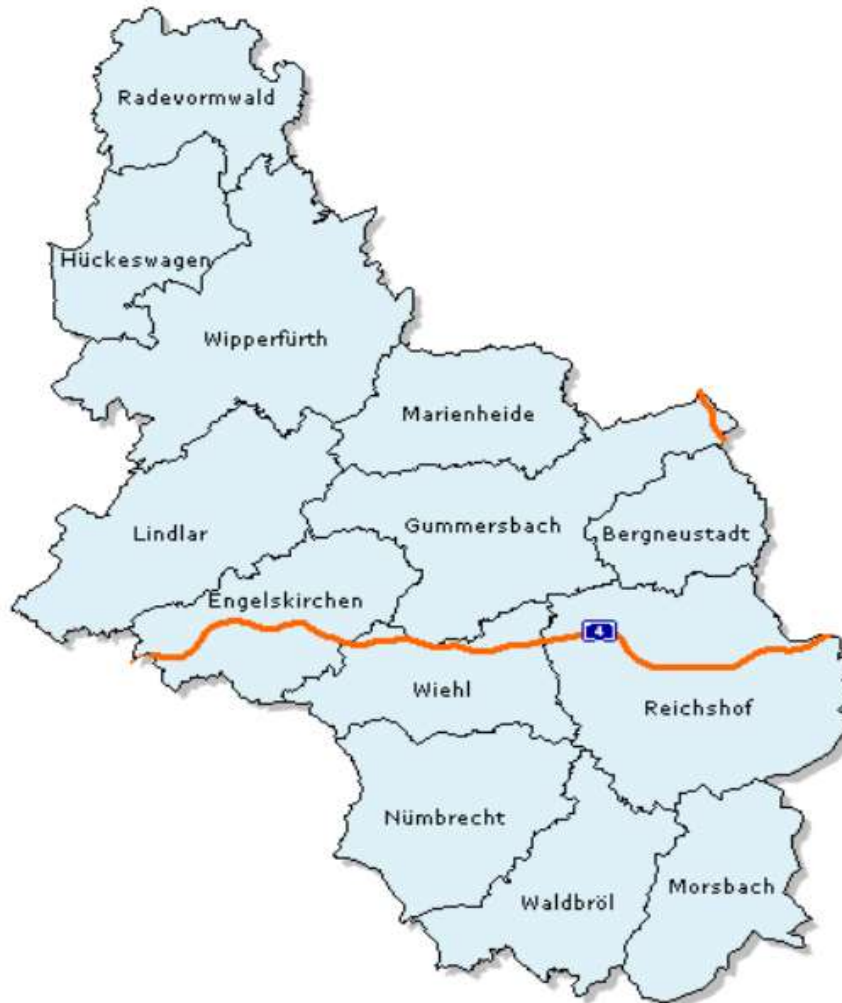 Radevormwald
Hückeswagen
Wipperfürth
Marienheide
Lindlar
Gummersbach
Bergneustadt
Engelskirchen
4
Wiehl
Reichshof
Nümbrecht
Waldbröl
Morsbach